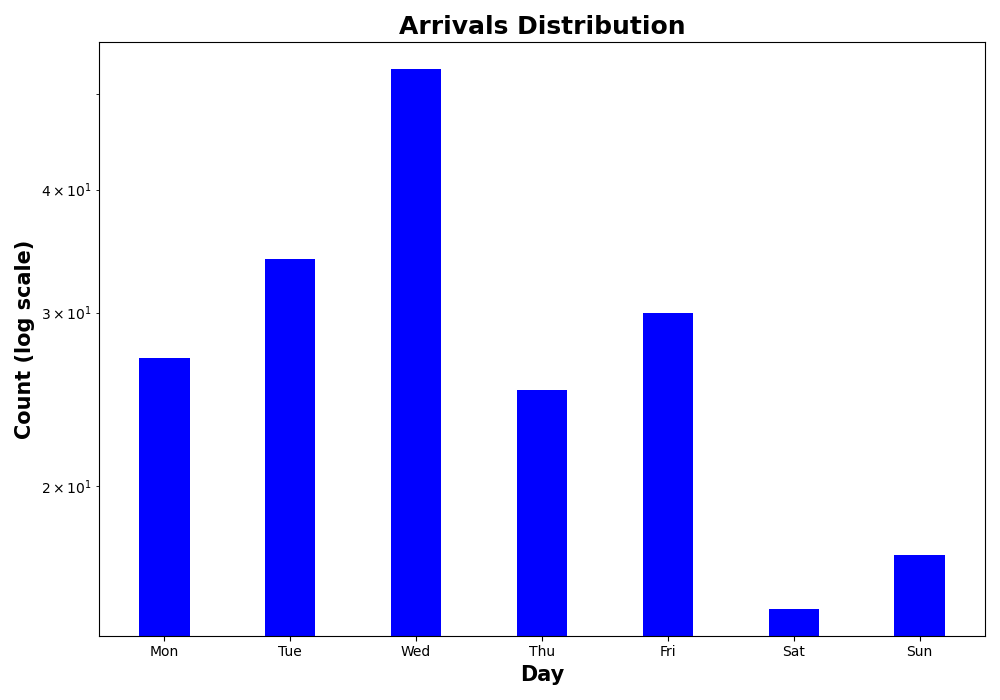 Arrivals Distribution
Count (log scale)
4 × 10¹
3 × 10¹
2 × 10¹
Mon Tue Wed Thu Fri Sat Sun
Day